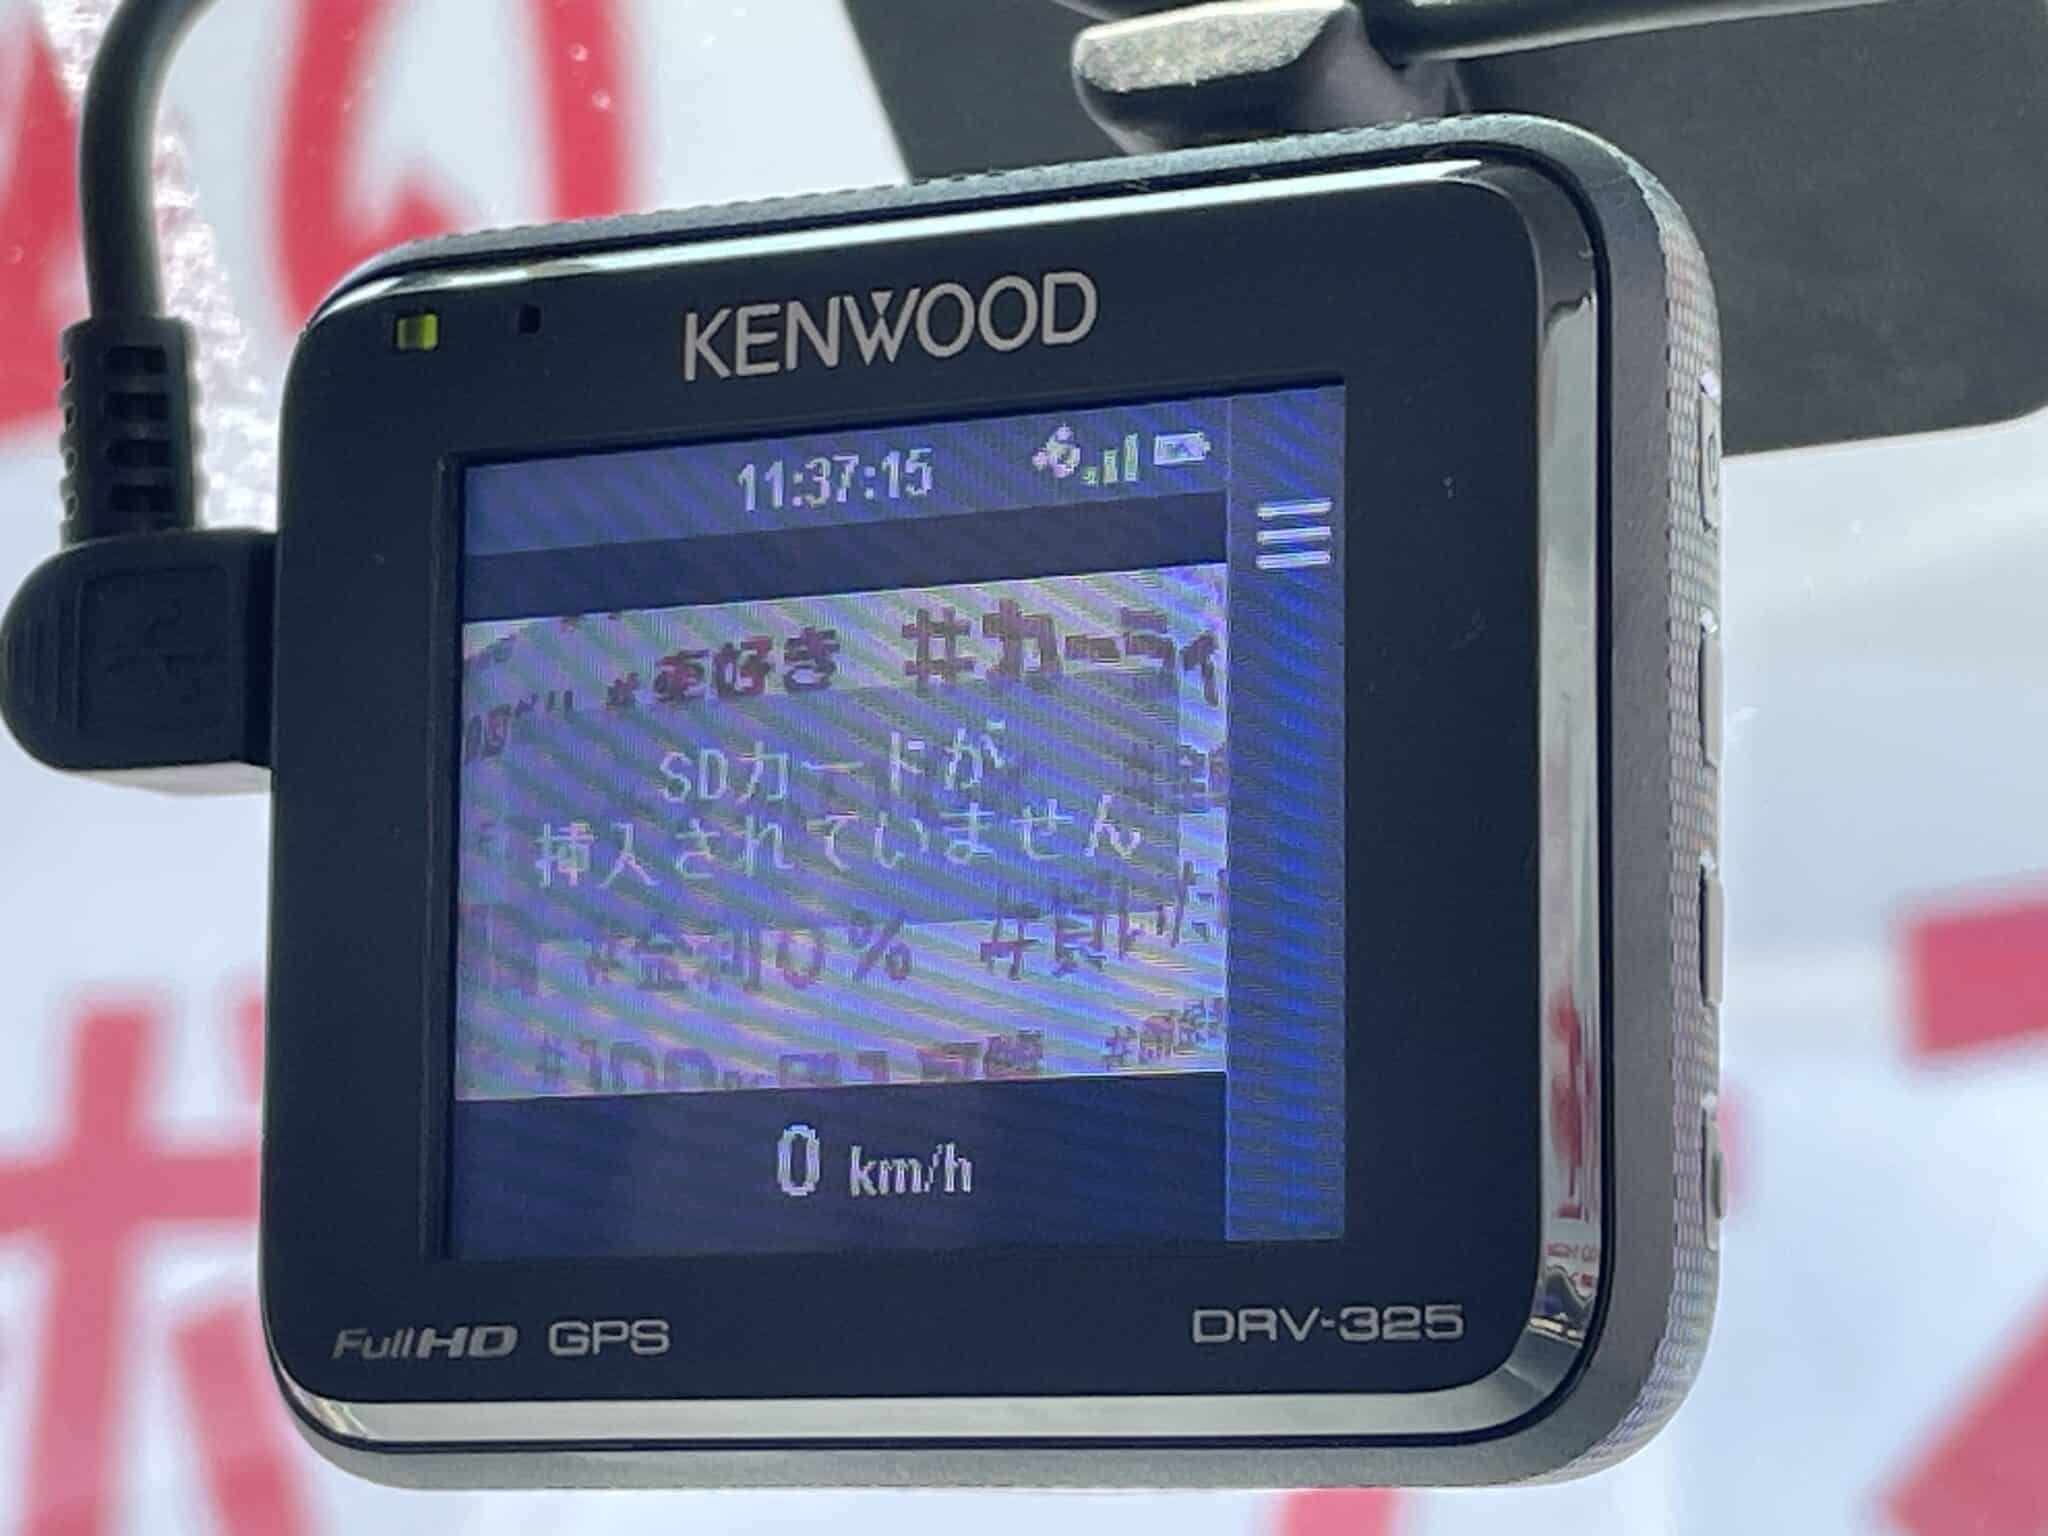 KENWOOD
11:37:15
#車好き #カーライ
SDカードが
挿入されていません
#金利0%
#100
0 km/h
Full HD GPS DRV-325